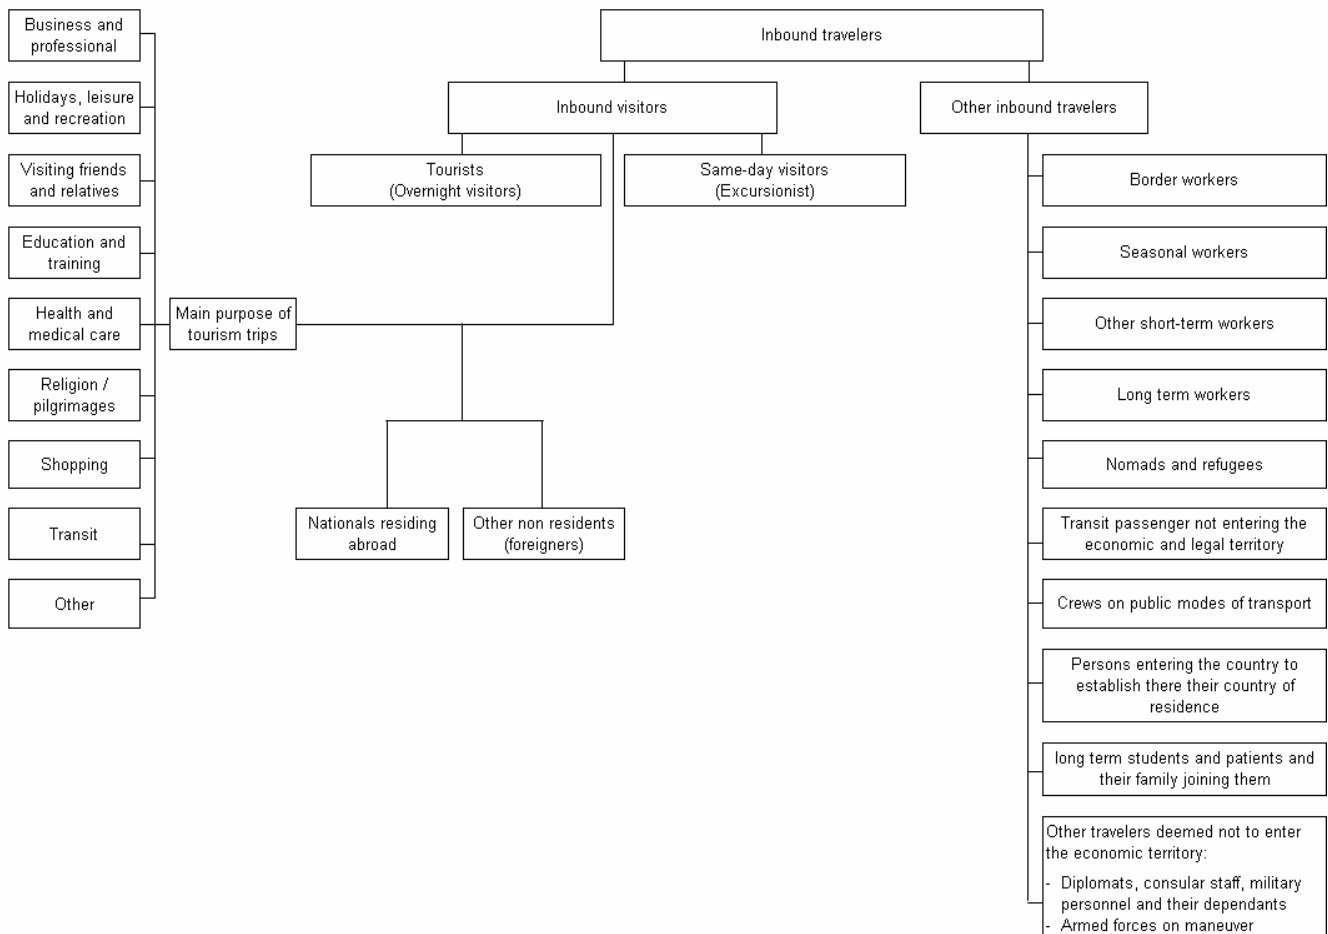 Business and
professional
Holidays, leisure
and recreation
Visiting friends
and relatives
Education and
training
Health and
medical care
Religion /
pilgrimages
Shopping
Transit
Other
Main purpose of
tourism trips
Inbound travelers
Inbound visitors
Tourists
(Overnight visitors)
Same-day visitors
(Excursionist)
Nationals residing
abroad
Other non residents
(foreigners)
Other inbound travelers
Border workers
Seasonal workers
Other short-term workers
Long term workers
Nomads and refugees
Transit passenger not entering the
economic and legal territory
Crews on public modes of transport
Persons entering the country to
establish there their country of
residence
long term students and patients and
their family joining them
Other travelers deemed not to enter
the economic territory:
- Diplomats, consular staff, military
personnel and their dependants
- Armed forces on maneuver